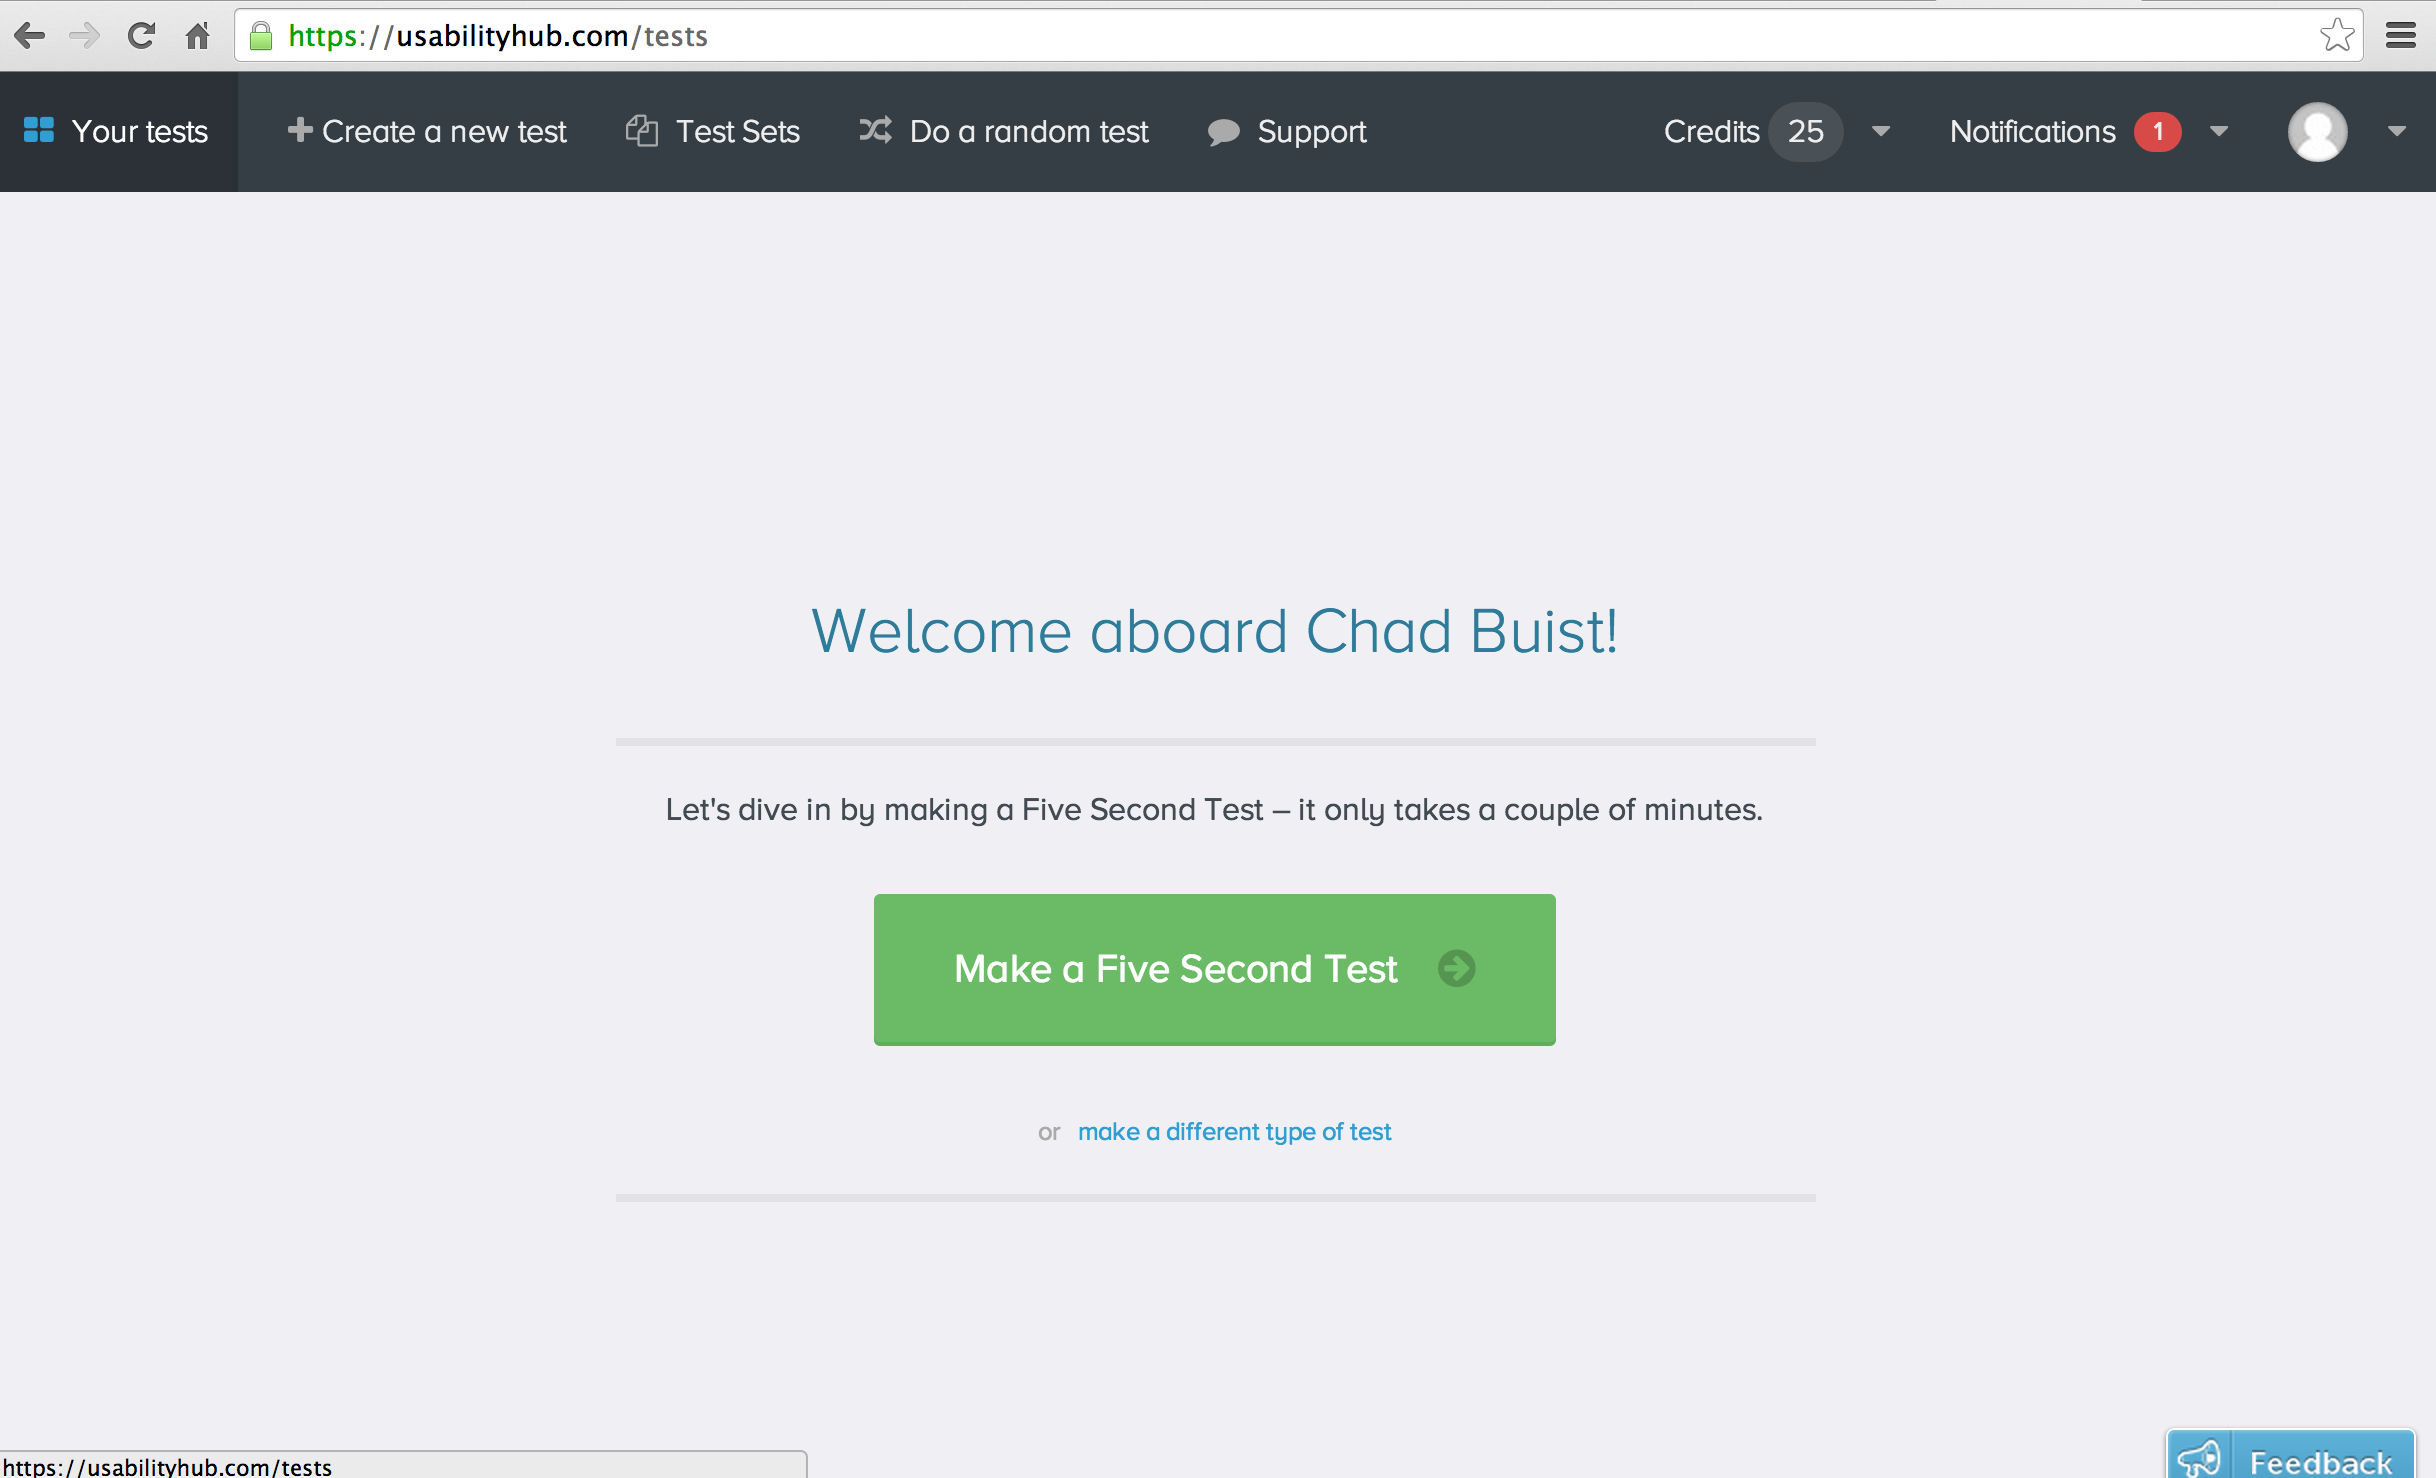 https://usabilityhub.com/tests
Your tests Create a new test Test Sets Do a random test Support Credits 25 Notifications 1
Welcome aboard Chad Buist!
Let's dive in by making a Five Second Test – it only takes a couple of minutes.
Make a Five Second Test
or make a different type of test
https://usabilityhub.com/tests
Feedback